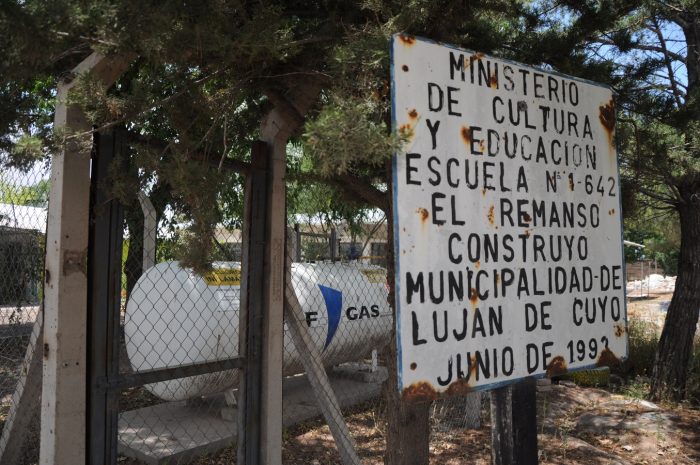 MINISTERIO
DE CULTURA
Y EDUCACION
ESCUELA Nº 1-642
EL REMANSO
CONSTRUYO
MUNICIPALIDAD-DE
LUJAN DE CUYO
JUNIO DE 1992
F GAS